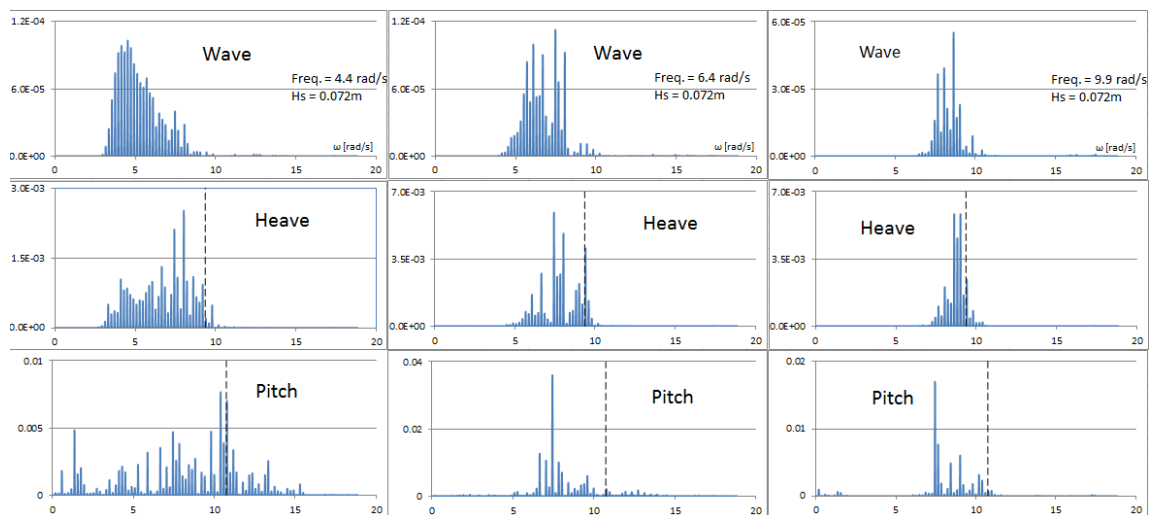 1.2E-04
Wave
Freq. = 4.4 rad/s
Hs = 0.072m
6.0E-05
ω [rad/s]
0.0E+00
0 5 10 15 20
1.2E-04
Wave
Freq. = 6.4 rad/s
Hs = 0.072m
6.0E-05
ω [rad/s]
0.0E+00
0 5 10 15 20
6.0E-05
Wave
Freq. = 9.9 rad/s
Hs = 0.072m
3.0E-05
ω [rad/s]
0.0E+00
0 5 10 15 20
3.0E-03
Heave
1.5E-03
0.0E+00
0 5 10 15 20
7.0E-03
Heave
3.5E-03
0.0E+00
0 5 10 15 20
7.0E-03
Heave
3.5E-03
0.0E+00
0 5 10 15 20
0.01
Pitch
0.005
0
0 5 10 15 20
0.04
Pitch
0.02
0
0 5 10 15 20
0.02
Pitch
0.01
0
0 5 10 15 20